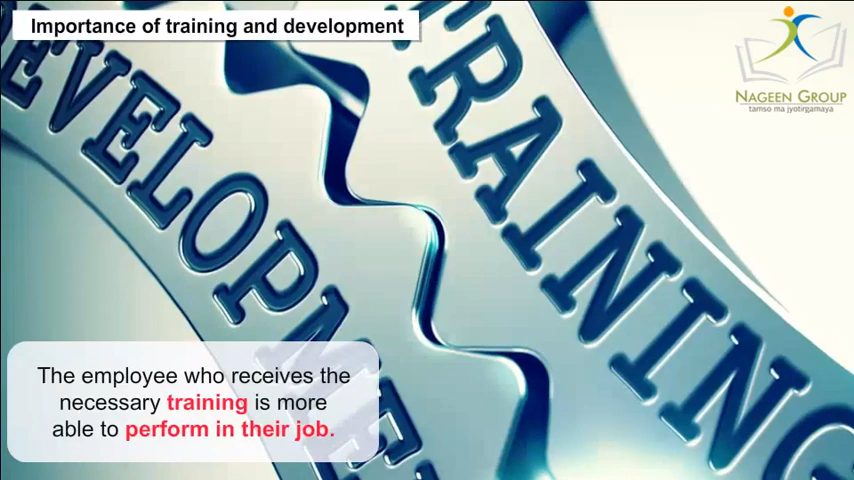 Importance of training and development
NAGEEN GROUP
tamso ma jyotirgamaya
DEVELOPMENT
TRAINING
The employee who receives the
necessary training is more
able to perform in their job.